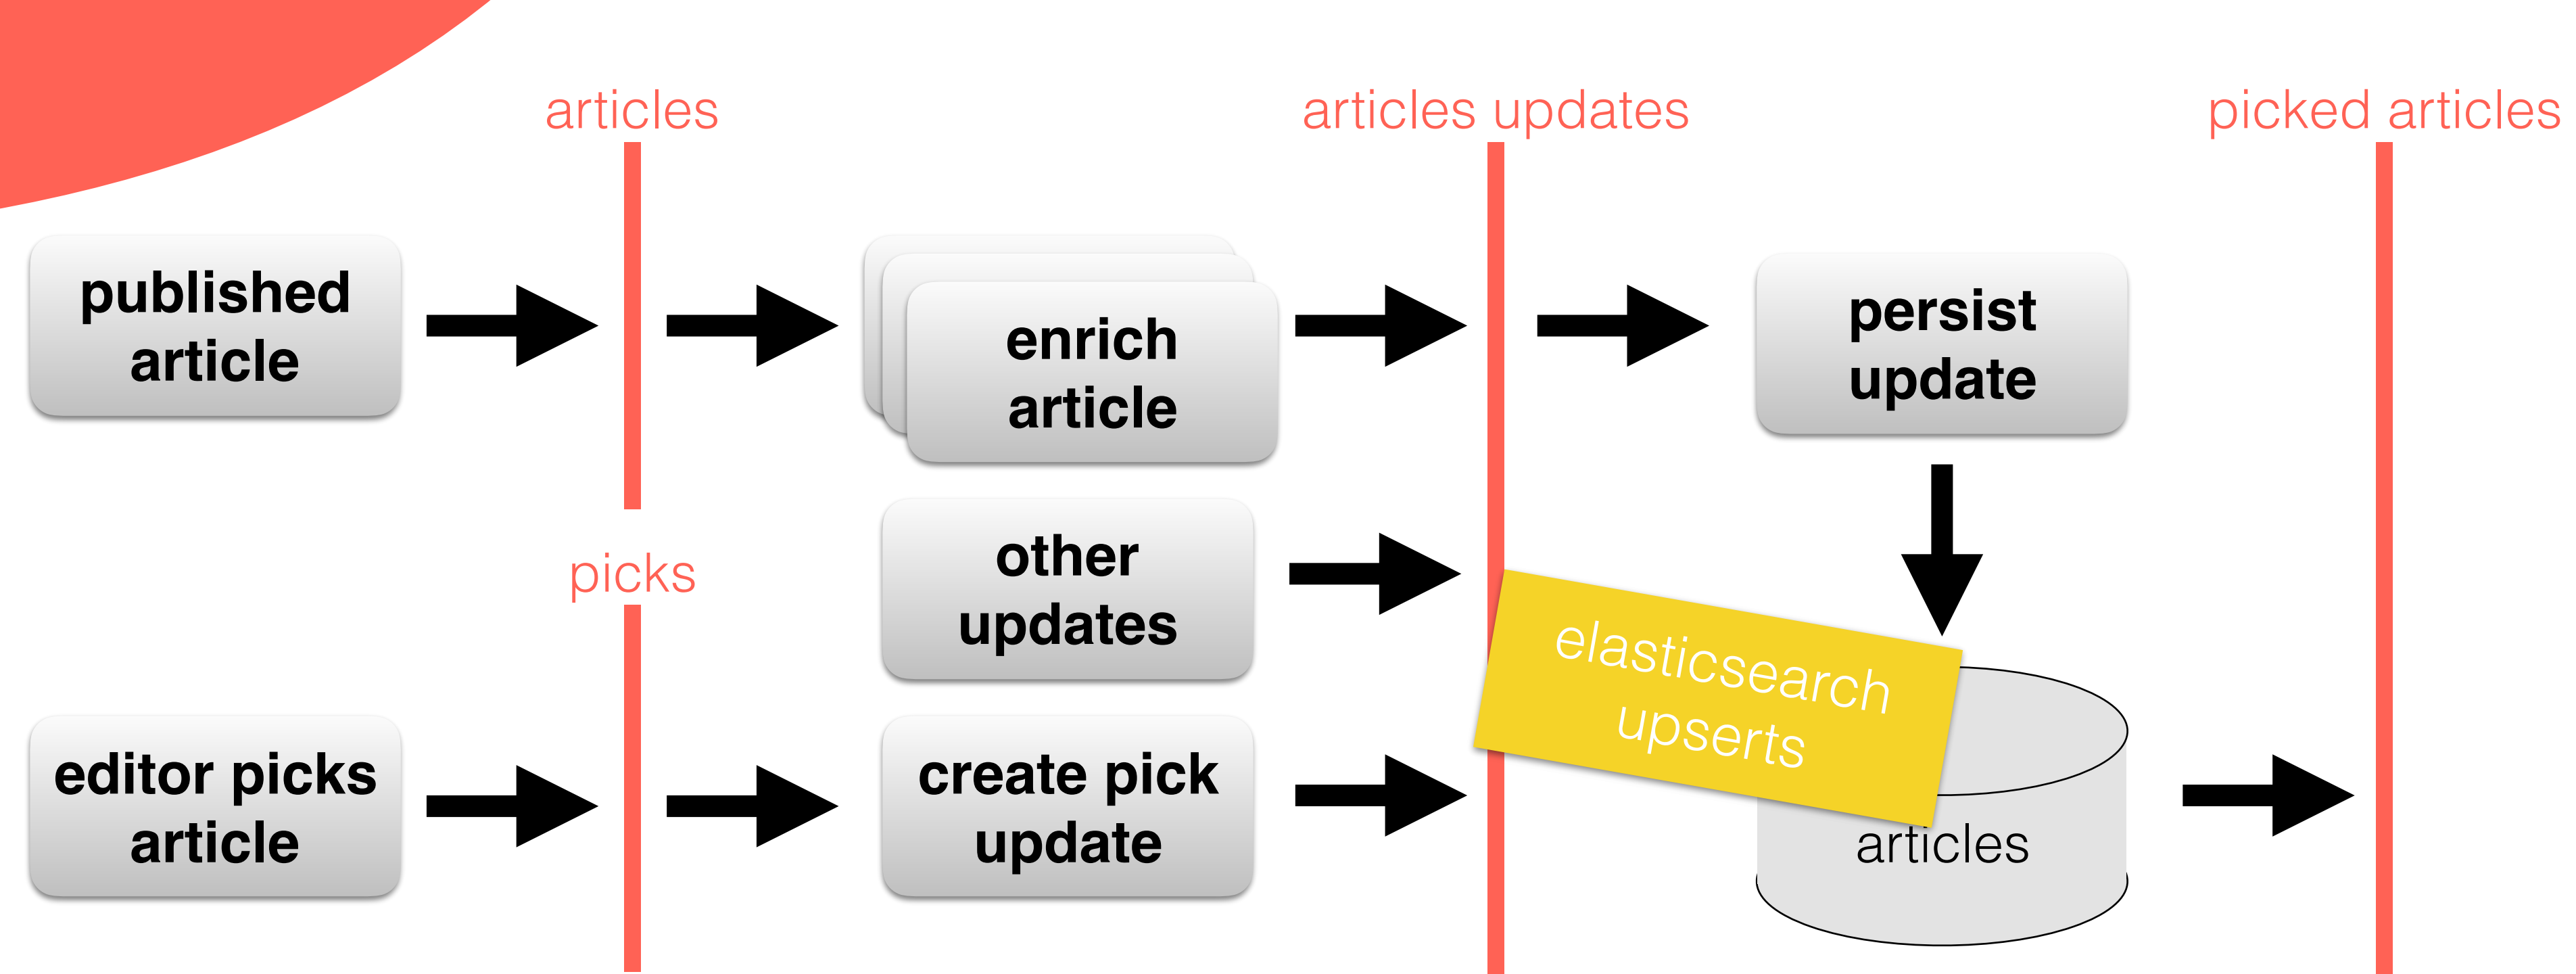 articles
articles updates
picked articles
published
article
enrich
article
persist
update
other
updates
picks
elasticsearch
upserts
editor picks
article
create pick
update
articles